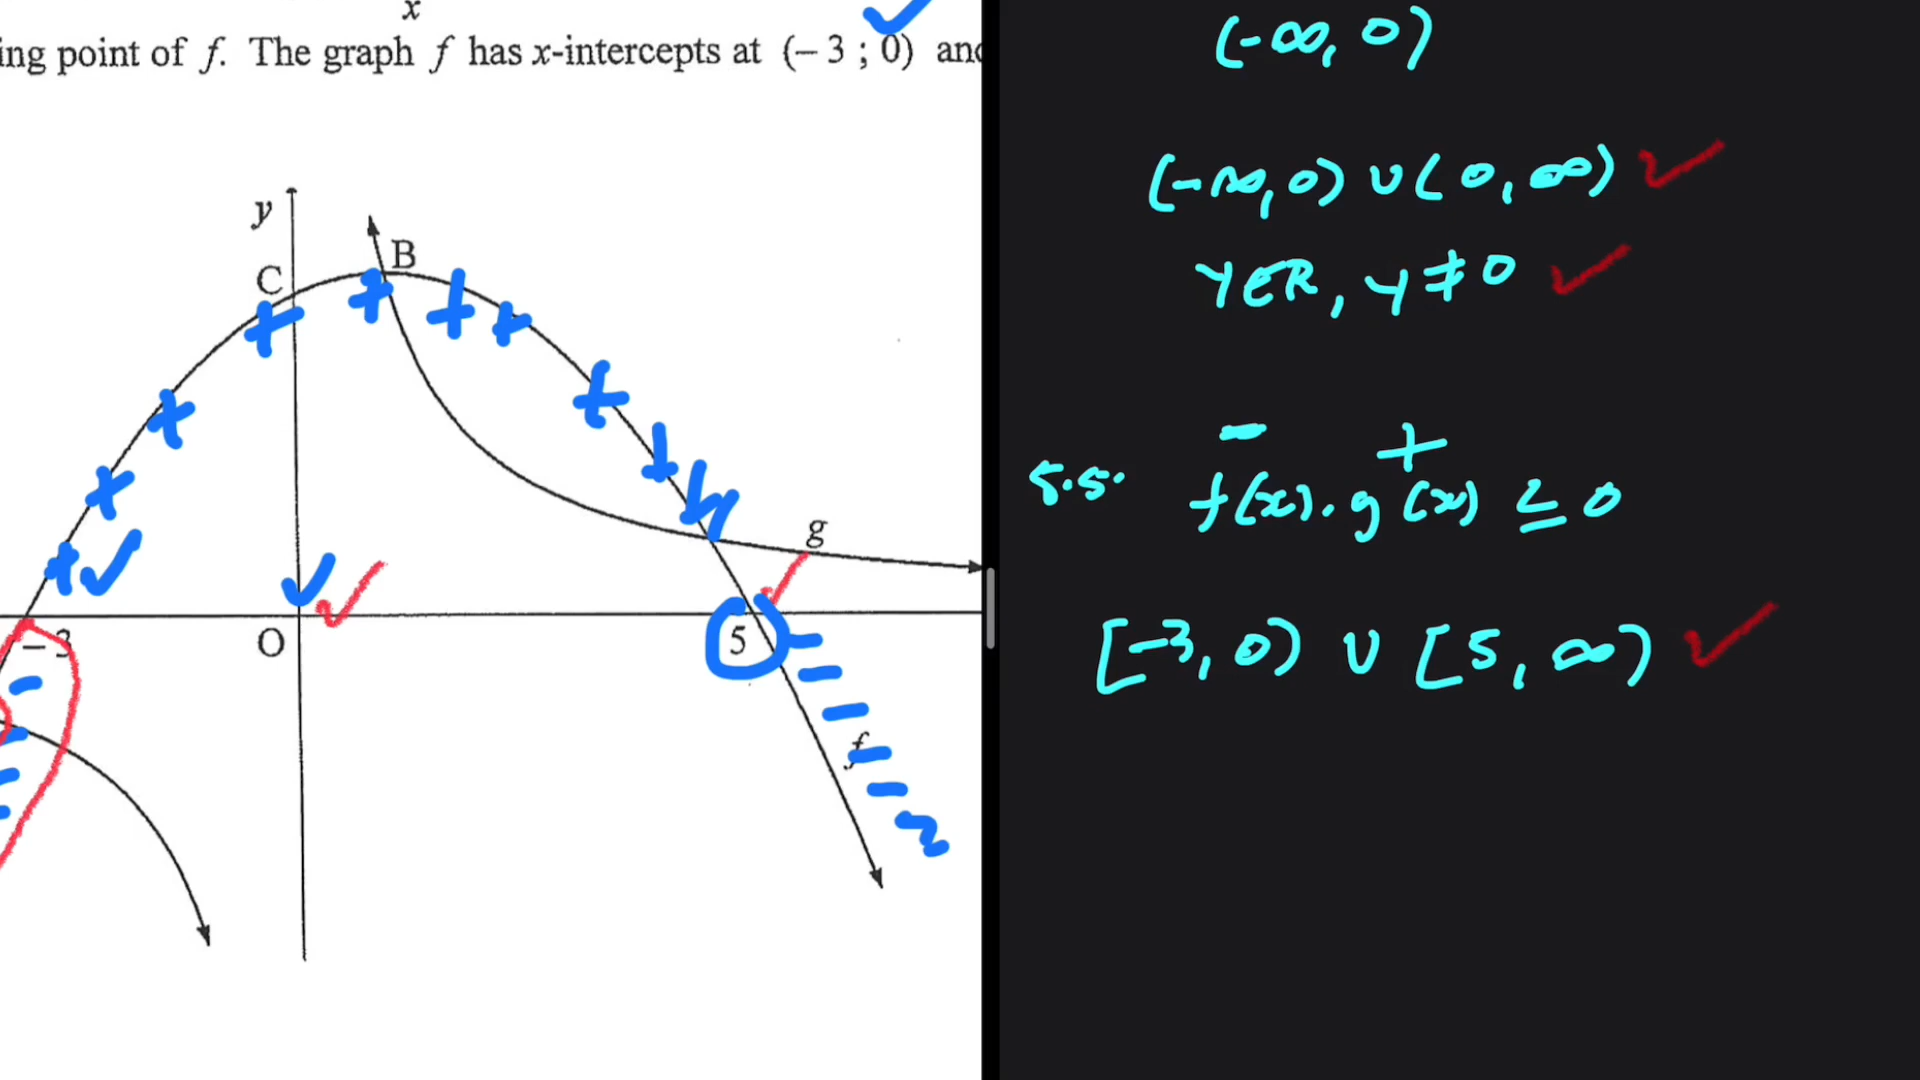 x
ing point of f. The graph f has x-intercepts at (– 3 ; 0) and
y
C
B
g
– 3
O
5
f
(-∞, 0)
(-∞, 0) ∪ (0, ∞)
y ∈ R, y ≠ 0
5.5. f(x). g(x) ≤ 0
- +
[-3, 0) ∪ [5, ∞)